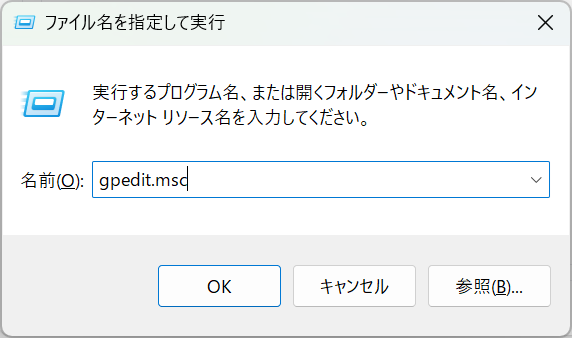 ファイル名を指定して実行
実行するプログラム名、または開くフォルダーやドキュメント名、イン
ターネット リソース名を入力してください。
名前(O): gpedit.msc
OK キャンセル 参照(B)...